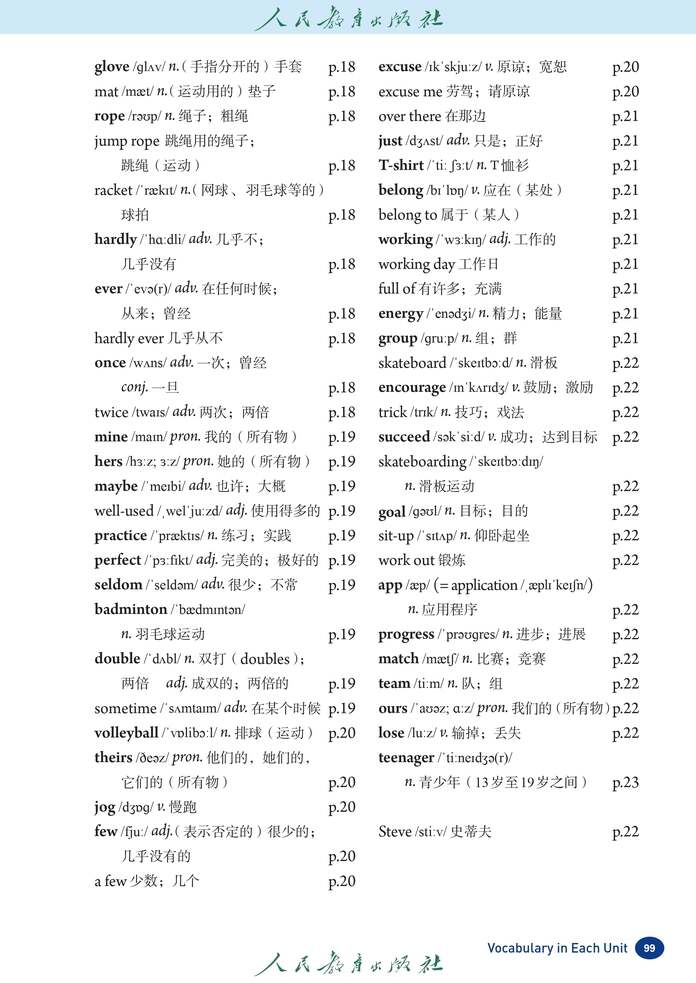 人民教育出版社
glove /ɡlʌv/ n.(手指分开的)手套 p.18
mat /mæt/ n.(运动用的)垫子 p.18
rope /rəʊp/ n. 绳子；粗绳 p.18
jump rope 跳绳用的绳子；
跳绳（运动） p.18
racket /ˈrækɪt/ n.(网球、羽毛球等的)
球拍 p.18
hardly /ˈhɑːdli/ adv. 几乎不；
几乎没有 p.18
ever /ˈevə(r)/ adv. 在任何时候；
从来；曾经 p.18
hardly ever 几乎从不 p.18
once /wʌns/ adv. 一次；曾经
conj. 一旦 p.18
twice /twaɪs/ adv. 两次；两倍 p.18
mine /maɪn/ pron. 我的（所有物） p.19
hers /hɜːz; ɜːz/ pron. 她的（所有物） p.19
maybe /ˈmeɪbi/ adv. 也许；大概 p.19
well-used /ˌwelˈjuːzd/ adj. 使用得多的 p.19
practice /ˈpræktɪs/ n. 练习；实践 p.19
perfect /ˈpɜːfɪkt/ adj. 完美的；极好的 p.19
seldom /ˈseldəm/ adv. 很少；不常 p.19
badminton /ˈbædmɪntən/
n. 羽毛球运动 p.19
double /ˈdʌbl/ n. 双打（doubles）；
两倍 adj. 成双的；两倍的 p.19
sometime /ˈsʌmtaɪm/ adv. 在某个时候 p.19
volleyball /ˈvɒlibɔːl/ n. 排球（运动） p.20
theirs /ðeəz/ pron. 他们的，她们的，
它们的（所有物） p.20
jog /dʒɒɡ/ v. 慢跑 p.20
few /fjuː/ adj.(表示否定的)很少的；
几乎没有的 p.20
a few 少数；几个 p.20
excuse /ɪkˈskjuːz/ v. 原谅；宽恕 p.20
excuse me 劳驾；请原谅 p.20
over there 在那边 p.21
just /dʒʌst/ adv. 只是；正好 p.21
T-shirt /ˈtiː ʃɜːt/ n. T恤衫 p.21
belong /bɪˈlɒŋ/ v. 应在（某处） p.21
belong to 属于（某人） p.21
working /ˈwɜːkɪŋ/ adj. 工作的 p.21
working day 工作日 p.21
full of 有许多；充满 p.21
energy /ˈenədʒi/ n. 精力；能量 p.21
group /ɡruːp/ n. 组；群 p.21
skateboard /ˈskeɪtbɔːd/ n. 滑板 p.22
encourage /ɪnˈkʌrɪdʒ/ v. 鼓励；激励 p.22
trick /trɪk/ n. 技巧；戏法 p.22
succeed /səkˈsiːd/ v. 成功；达到目标 p.22
skateboarding /ˈskeɪtbɔːdɪŋ/
n. 滑板运动 p.22
goal /ɡəʊl/ n. 目标；目的 p.22
sit-up /ˈsɪtʌp/ n. 仰卧起坐 p.22
work out 锻炼 p.22
app /æp/ (= application /ˌæplɪˈkeɪʃn/)
n. 应用程序 p.22
progress /ˈprəʊɡres/ n. 进步；进展 p.22
match /mætʃ/ n. 比赛；竞赛 p.22
team /tiːm/ n. 队；组 p.22
ours /ˈaʊəz; ɑːz/ pron. 我们的（所有物） p.22
lose /luːz/ v. 输掉；丢失 p.22
teenager /ˈtiːneɪdʒə(r)/
n. 青少年（13岁至19岁之间） p.23
Steve /stiːv/ 史蒂夫 p.22
Vocabulary in Each Unit 99
人民教育出版社